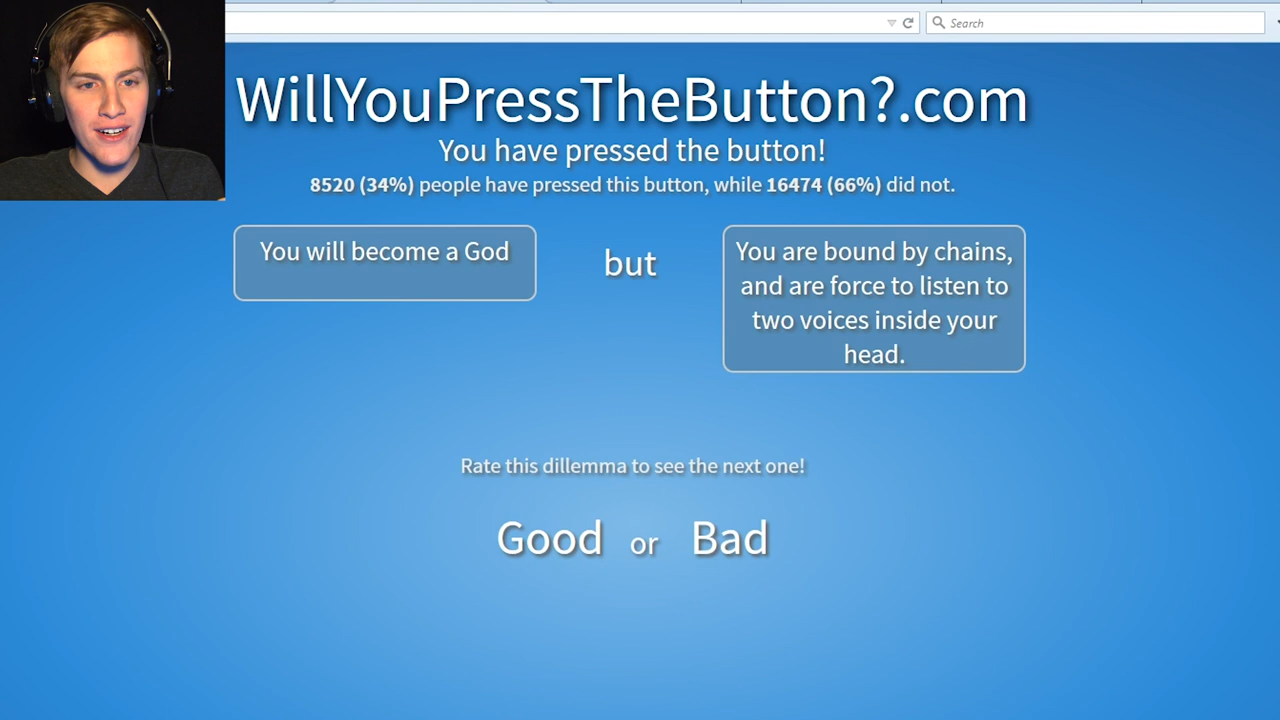 Search
WillYouPressTheButton?.com
You have pressed the button!
8520 (34%) people have pressed this button, while 16474 (66%) did not.
You will become a God
but
You are bound by chains,
and are force to listen to
two voices inside your
head.
Rate this dillemma to see the next one!
Good or Bad